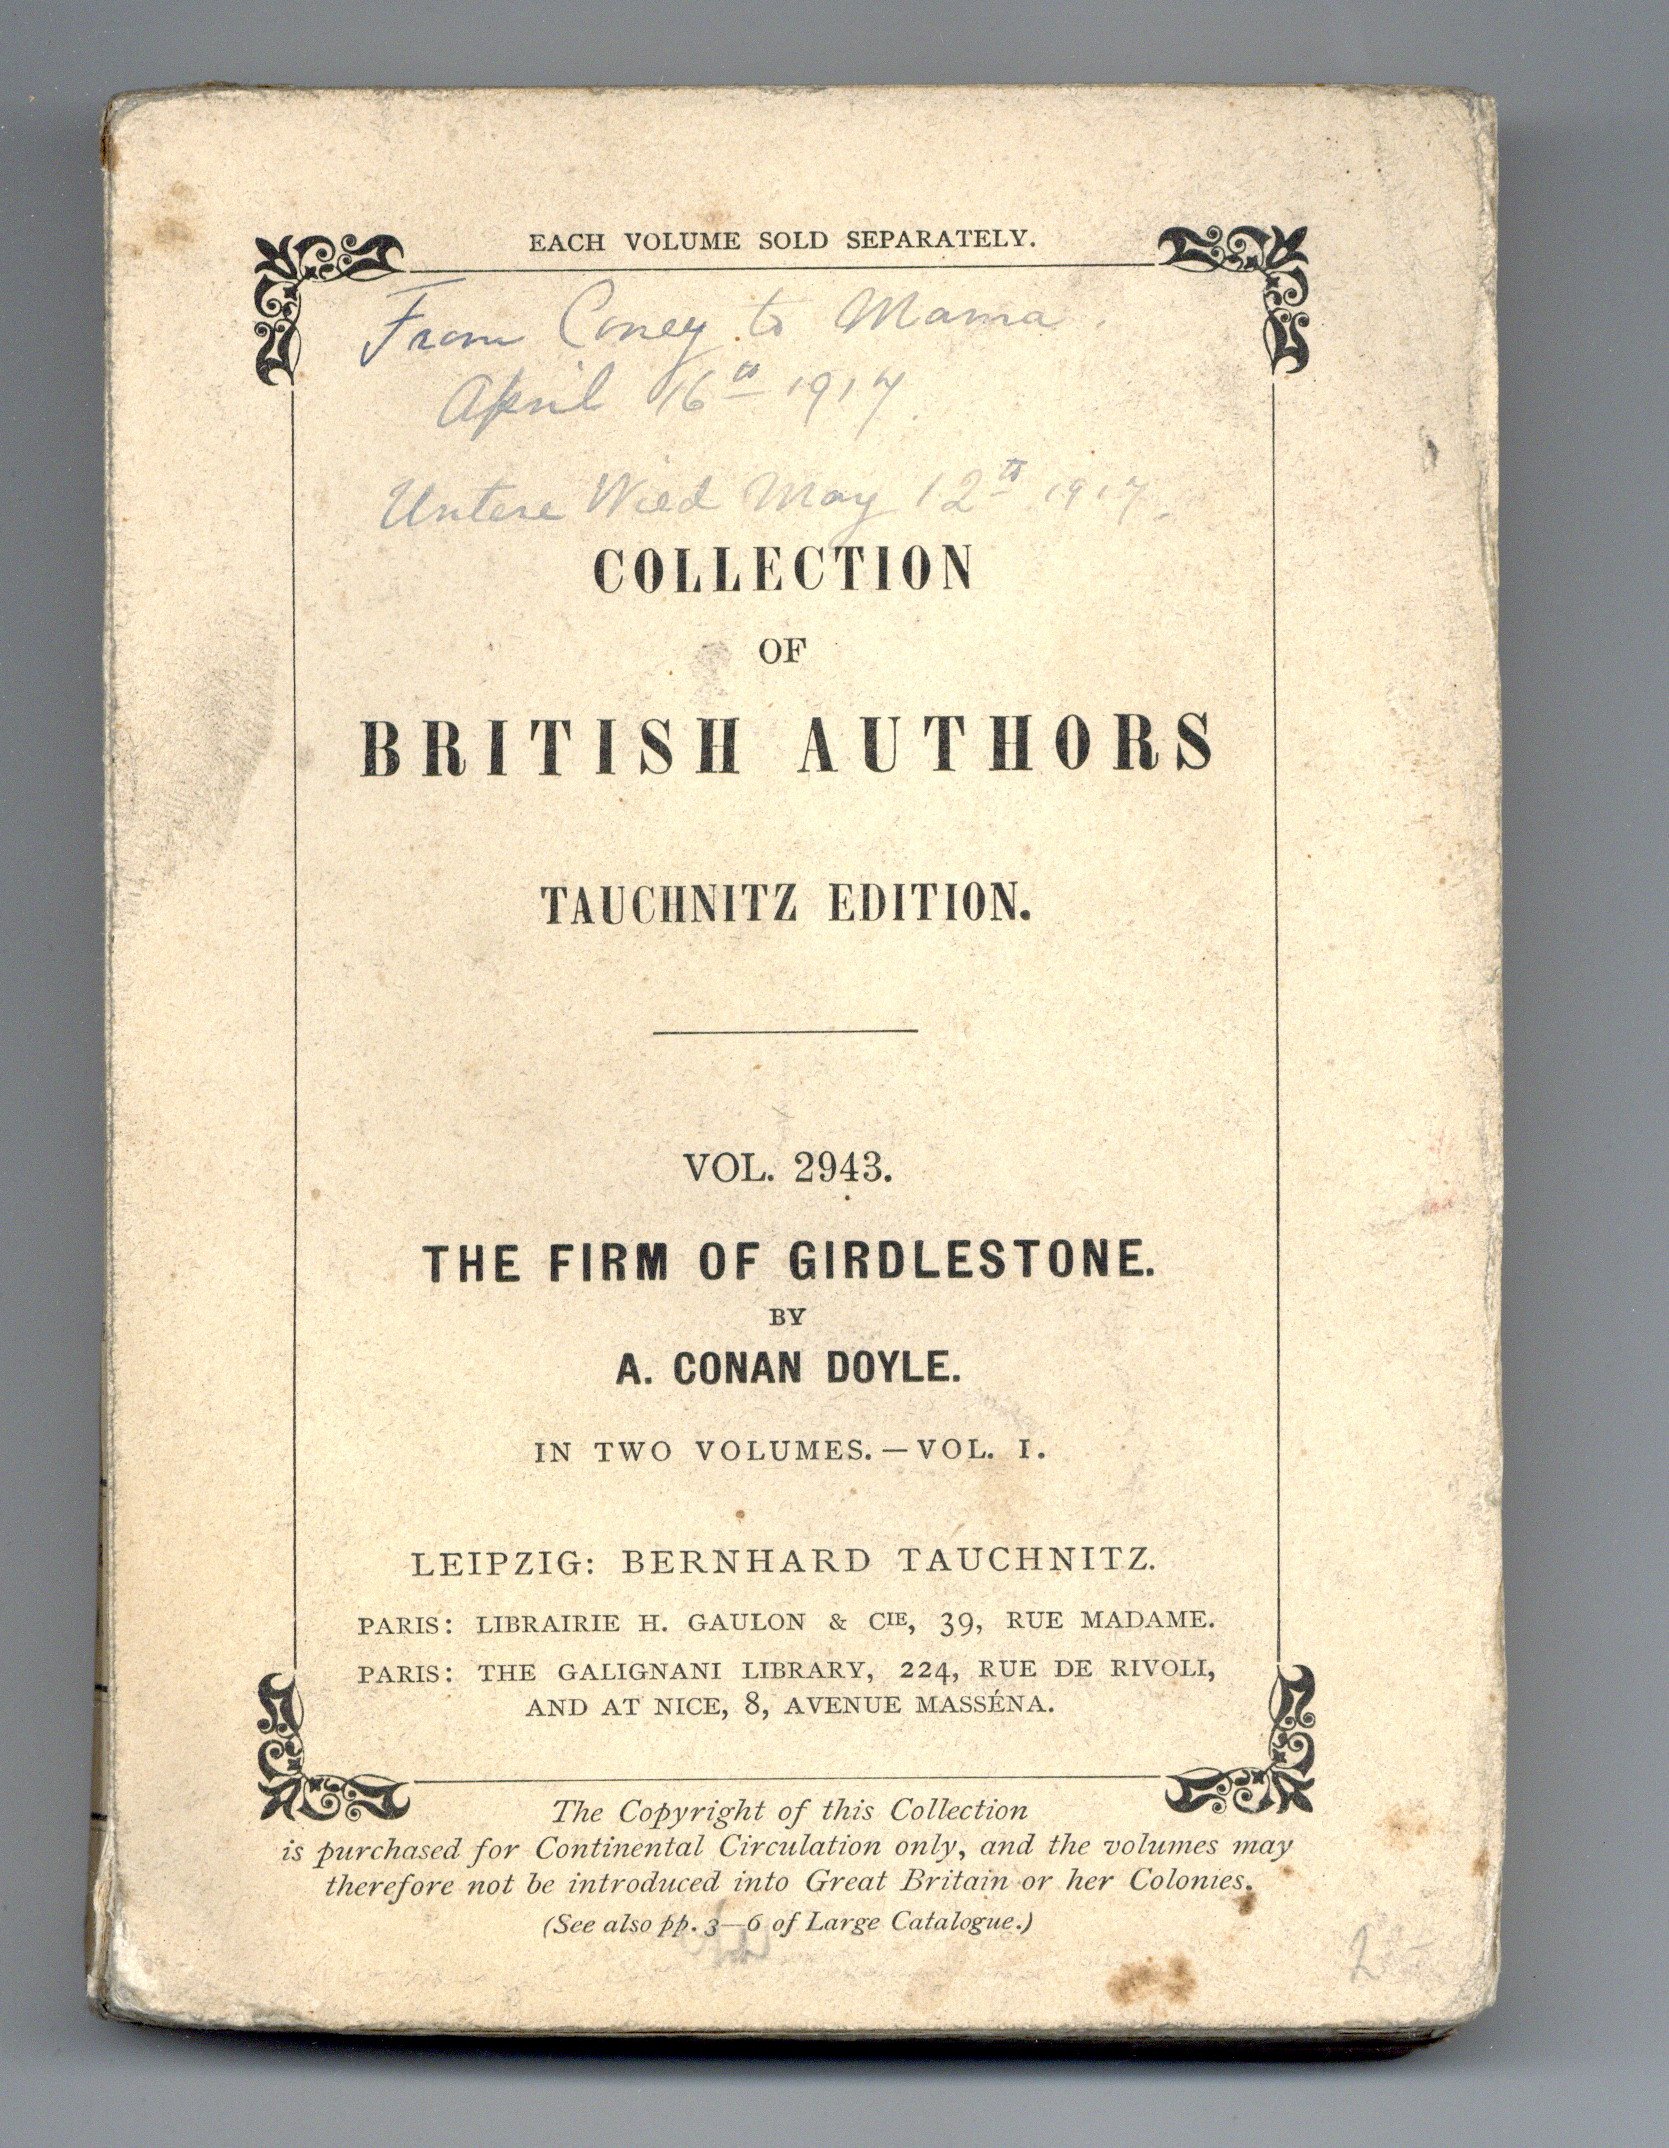 EACH VOLUME SOLD SEPARATELY.
From Coney to Mama.
April 16th 1917.
Untere Wied May 12th 1917.
COLLECTION
OF
BRITISH AUTHORS
TAUCHNITZ EDITION.
VOL. 2943.
THE FIRM OF GIRDLESTONE.
BY
A. CONAN DOYLE.
IN TWO VOLUMES.—VOL. I.
LEIPZIG: BERNHARD TAUCHNITZ.
PARIS: LIBRAIRIE H. GAULON & CIE, 39, RUE MADAME.
PARIS: THE GALIGNANI LIBRARY, 224, RUE DE RIVOLI,
AND AT NICE, 8, AVENUE MASSÉNA.
The Copyright of this Collection
is purchased for Continental Circulation only, and the volumes may
therefore not be introduced into Great Britain or her Colonies.
(See also pp. 3—6 of Large Catalogue.)